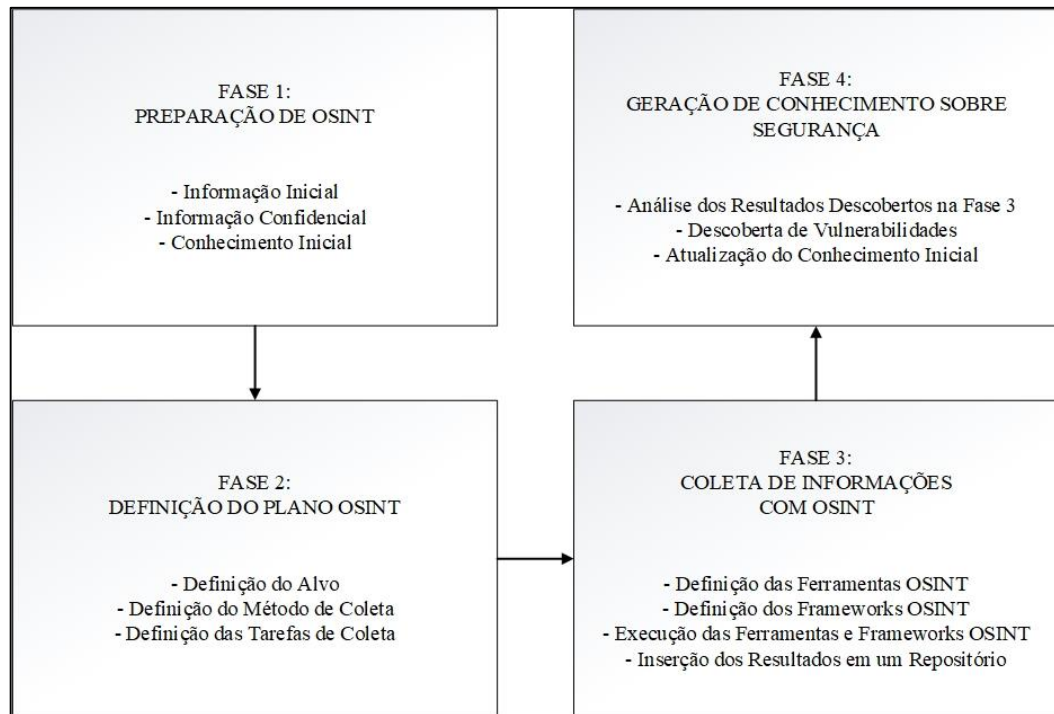 FASE 1:
PREPARAÇÃO DE OSINT
- Informação Inicial
- Informação Confidencial
- Conhecimento Inicial
FASE 2:
DEFINIÇÃO DO PLANO OSINT
- Definição do Alvo
- Definição do Método de Coleta
- Definição das Tarefas de Coleta
FASE 3:
COLETA DE INFORMAÇÕES
COM OSINT
- Definição das Ferramentas OSINT
- Definição dos Frameworks OSINT
- Execução das Ferramentas e Frameworks OSINT
- Inserção dos Resultados em um Repositório
FASE 4:
GERAÇÃO DE CONHECIMENTO SOBRE
SEGURANÇA
- Análise dos Resultados Descobertos na Fase 3
- Descoberta de Vulnerabilidades
- Atualização do Conhecimento Inicial